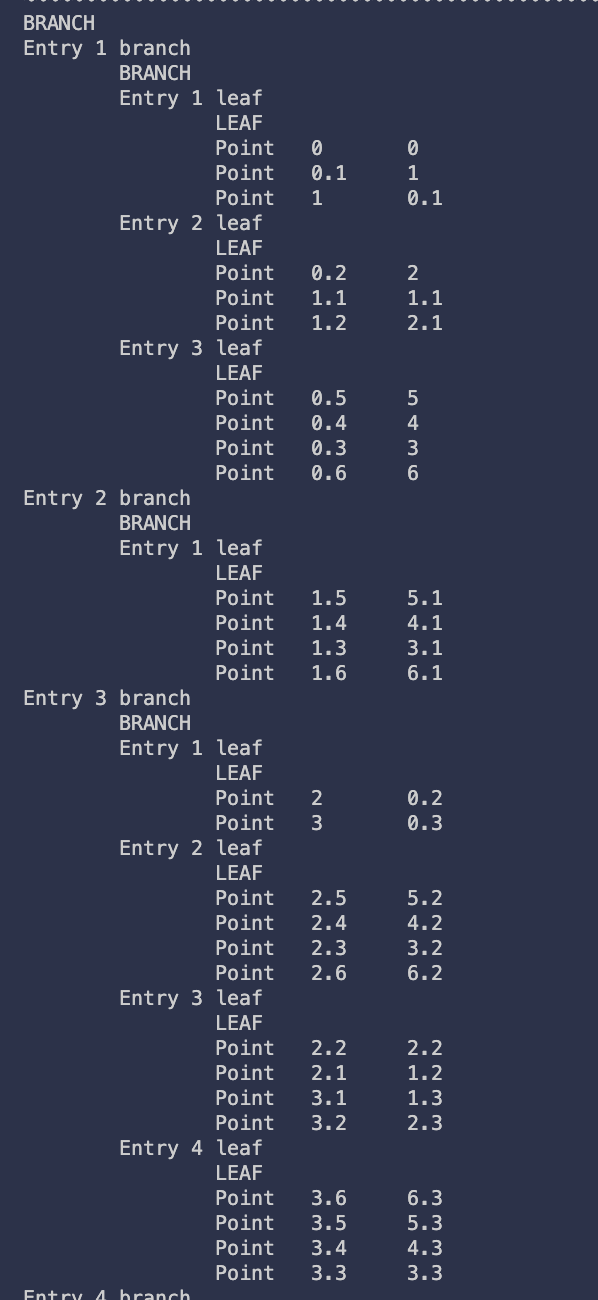 BRANCH
Entry 1 branch
BRANCH
Entry 1 leaf
LEAF
Point 0 0
Point 0.1 1
Point 1 0.1
Entry 2 leaf
LEAF
Point 0.2 2
Point 1.1 1.1
Point 1.2 2.1
Entry 3 leaf
LEAF
Point 0.5 5
Point 0.4 4
Point 0.3 3
Point 0.6 6
Entry 2 branch
BRANCH
Entry 1 leaf
LEAF
Point 1.5 5.1
Point 1.4 4.1
Point 1.3 3.1
Point 1.6 6.1
Entry 3 branch
BRANCH
Entry 1 leaf
LEAF
Point 2 0.2
Point 3 0.3
Entry 2 leaf
LEAF
Point 2.5 5.2
Point 2.4 4.2
Point 2.3 3.2
Point 2.6 6.2
Entry 3 leaf
LEAF
Point 2.2 2.2
Point 2.1 1.2
Point 3.1 1.3
Point 3.2 2.3
Entry 4 leaf
LEAF
Point 3.6 6.3
Point 3.5 5.3
Point 3.4 4.3
Point 3.3 3.3
Entry 4 branch